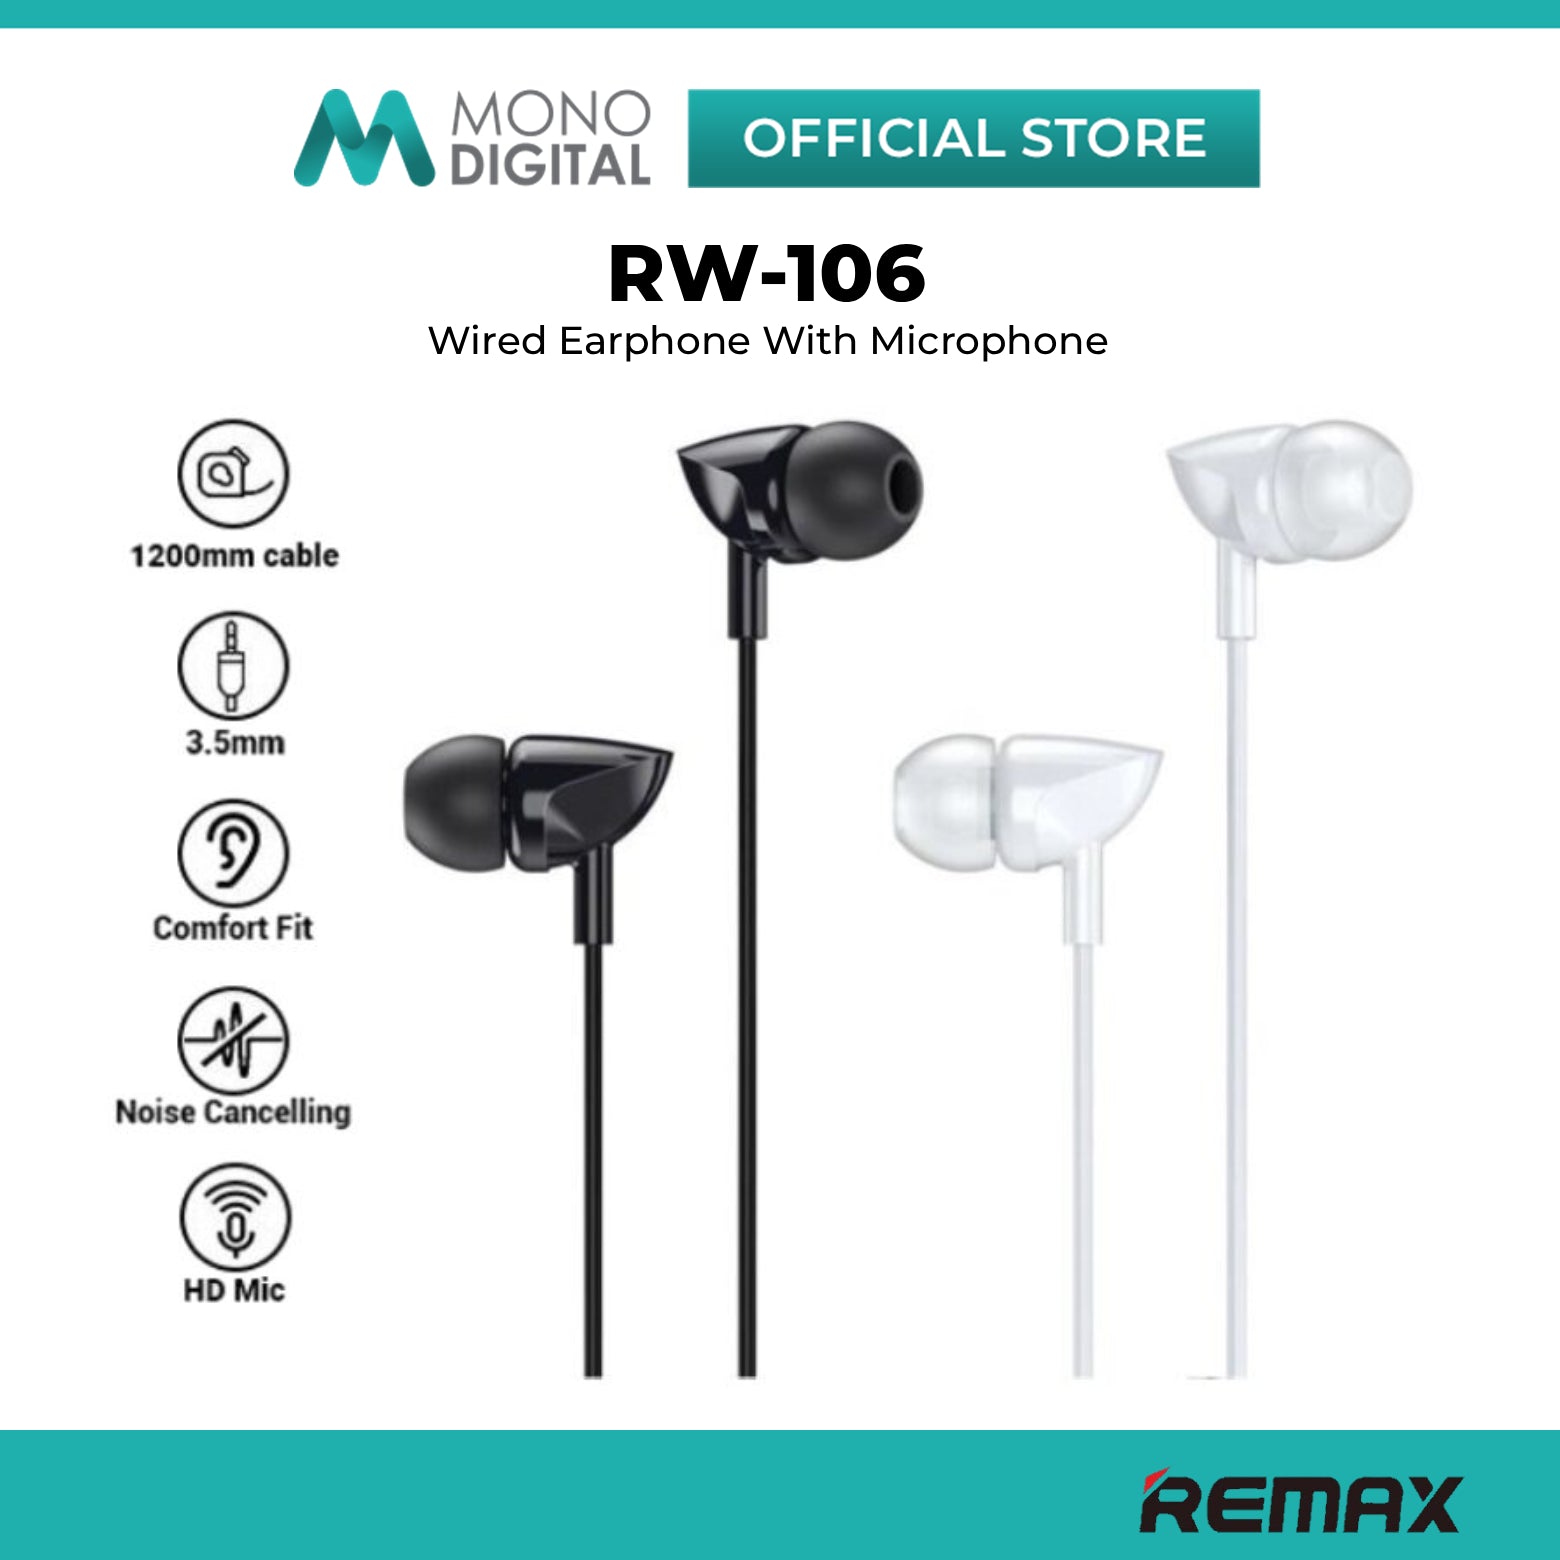 MONO
DIGITAL
OFFICIAL STORE
RW-106
Wired Earphone With Microphone
1200mm cable
3.5mm
Comfort Fit
Noise Cancelling
HD Mic
REMAX